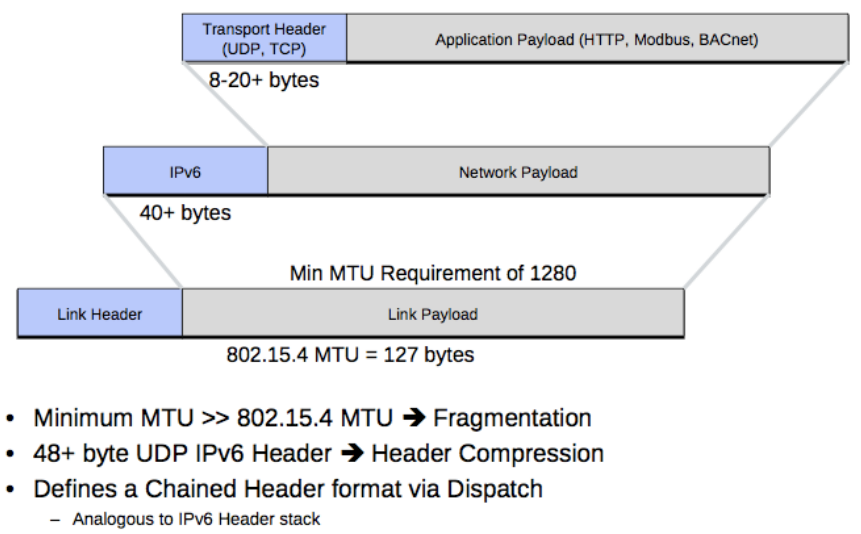 Transport Header
(UDP, TCP)
Application Payload (HTTP, Modbus, BACnet)
8-20+ bytes
IPv6
Network Payload
40+ bytes
Min MTU Requirement of 1280
Link Header
Link Payload
802.15.4 MTU = 127 bytes
• Minimum MTU >> 802.15.4 MTU ➔ Fragmentation
• 48+ byte UDP IPv6 Header ➔ Header Compression
• Defines a Chained Header format via Dispatch
– Analogous to IPv6 Header stack